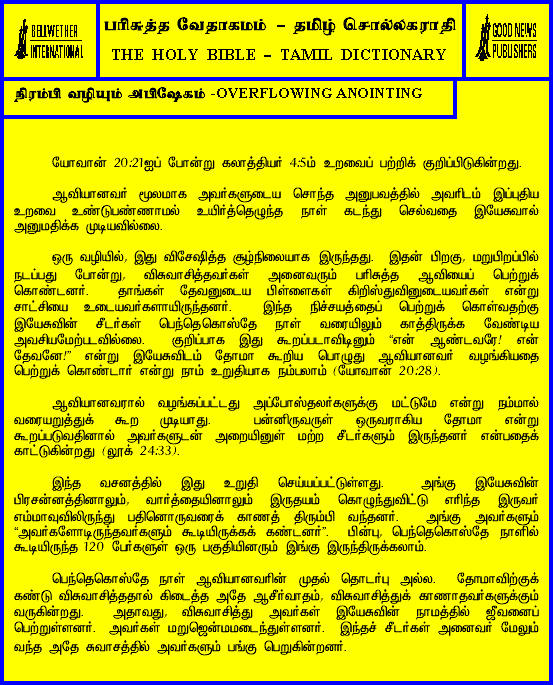 BELLWETHER
INTERNATIONAL
பரிசுத்த வேதாகமம் – தமிழ் சொல்லகராதி
THE HOLY BIBLE – TAMIL DICTIONARY
GOOD NEWS
PUBLISHERS
நிரம்பி வழியும் அபிஷேகம் -OVERFLOWING ANOINTING
யோவான் 20:21ஐப் போன்று கலாத்தியர் 4:5ம் உறவைப் பற்றிக் குறிப்பிடுகின்றது.
ஆவியானவர் மூலமாக அவர்களுடைய சொந்த அனுபவத்தில் அவரிடம் இப்புதிய
உறவை உண்டுபண்ணாமல் உயிர்த்தெழுந்த நாள் கடந்து செல்வதை இயேசுவால்
அனுமதிக்க முடியவில்லை.
ஒரு வழியில், இது விசேஷித்த சூழ்நிலையாக இருந்தது. இதன் பிறகு, மறுபிறப்பில்
நடப்பது போன்று, விசுவாசித்தவர்கள் அனைவரும் பரிசுத்த ஆவியைப் பெற்றுக்
கொண்டனர். தாங்கள் தேவனுடைய பிள்ளைகள் கிறிஸ்துவினுடையவர்கள் என்று
சாட்சியை உடையவர்களாயிருந்தனர். இந்த நிச்சயத்தைப் பெற்றுக் கொள்வதற்கு
இயேசுவின் சீடர்கள் பெந்தெகொஸ்தே நாள் வரையிலும் காத்திருக்க வேண்டிய
அவசியமேற்படவில்லை. குறிப்பாக இது கூறப்படாவிடினும் “என் ஆண்டவரே! என்
தேவனே!” என்று இயேசுவிடம் தோமா கூறிய பொழுது ஆவியானவர் வழங்கியதை
பெற்றுக் கொண்டார் என்று நாம் உறுதியாக நம்பலாம் (யோவான் 20:28).
ஆவியானவரால் வழங்கப்பட்டது அப்போஸ்தலர்களுக்கு மட்டுமே என்று நம்மால்
வரையறுத்துக் கூற முடியாது. பன்னிருவருள் ஒருவராகிய தோமா என்று
கூறப்படுவதினால் அவர்களுடன் அறையினுள் மற்ற சீடர்களும் இருந்தனர் என்பதைக்
காட்டுகின்றது (லூக் 24:33).
இந்த வசனத்தில் இது உறுதி செய்யப்பட்டுள்ளது. அங்கு இயேசுவின்
பிரசன்னத்தினாலும், வார்த்தையினாலும் இருதயம் கொழுந்துவிட்டு எரிந்த இருவர்
எம்மாவுவிலிருந்து பதினொருவரைக் காணத் திரும்பி வந்தனர். அங்கு அவர்களும்
“அவர்களோடிருந்தவர்களும் கூடியிருக்கக் கண்டனர்”. பின்பு, பெந்தெகொஸ்தே நாளில்
கூடியிருந்த 120 பேர்களுள் ஒரு பகுதியினரும் இங்கு இருந்திருக்கலாம்.
பெந்தெகொஸ்தே நாள் ஆவியானவரின் முதல் தொடர்பு அல்ல. தோமாவிற்குக்
கண்டு விசுவாசித்ததால் கிடைத்த அதே ஆசீர்வாதம், விசுவாசித்துக் காணாதவர்களுக்கும்
வருகின்றது. அதாவது, விசுவாசித்து அவர்கள் இயேசுவின் நாமத்தில் ஜீவனைப்
பெற்றுள்ளனர். அவர்கள் மறுஜென்மமடைந்துள்ளனர். இந்தச் சீடர்கள் அனைவர் மேலும்
வந்த அதே சுவாசத்தில் அவர்களும் பங்கு பெறுகின்றனர்.